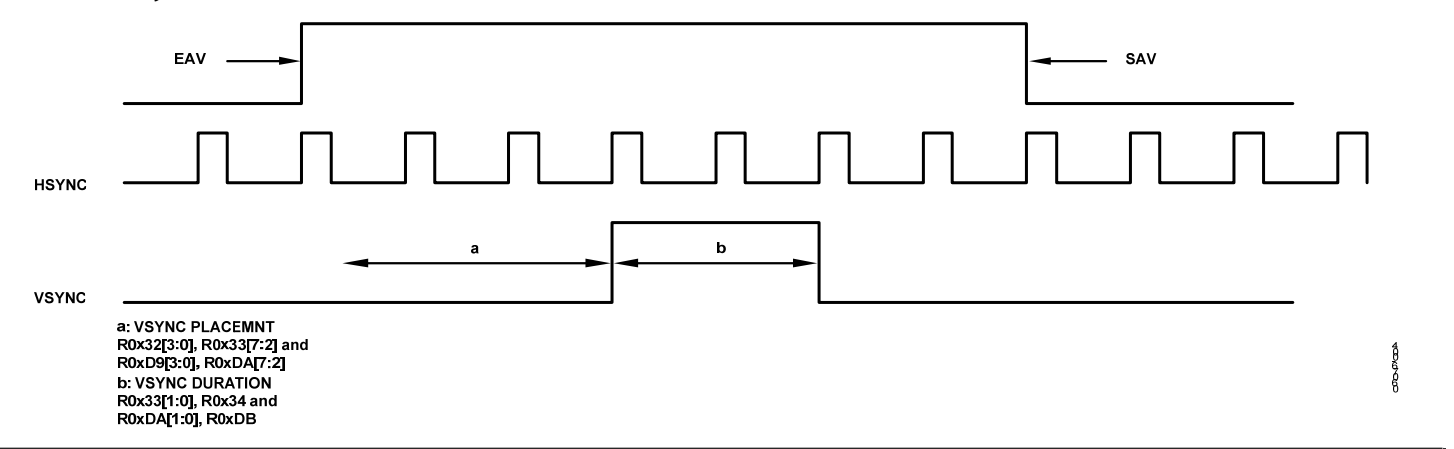 EAV
SAV
HSYNC
a
b
VSYNC
a: VSYNC PLACEMNT
R0x32[3:0], R0x33[7:2] and
R0xD9[3:0], R0xDA[7:2]
b: VSYNC DURATION
R0x33[1:0], R0x34 and
R0xDA[1:0], R0xDB